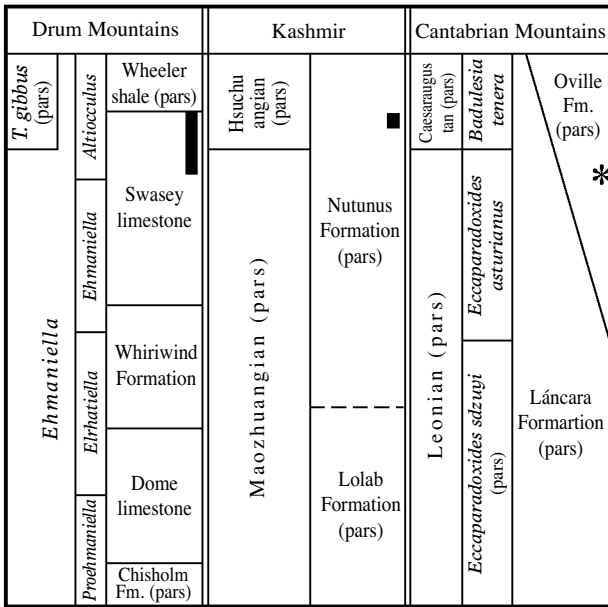 Drum Mountains
Kashmir
Cantabrian Mountains
T. gibbus
(pars)
Ehmaniella
Altiocculus
Ehmaniella
Elrhatiella
Proehmaniella
Wheeler
shale (pars)
Swasey
limestone
Whiriwind
Formation
Dome
limestone
Chisholm
Fm. (pars)
Hsuchu
angian
(pars)
Maozhuangian (pars)
Nutunus
Formation
(pars)
Lolab
Formation
(pars)
Caesaraugus
tan (pars)
Leonian (pars)
Badulesia
tenera
Eccaparadoxides
asturianus
Eccaparadoxides sdzuyi
(pars)
Oville
Fm.
(pars)
*
Láncara
Formartion
(pars)